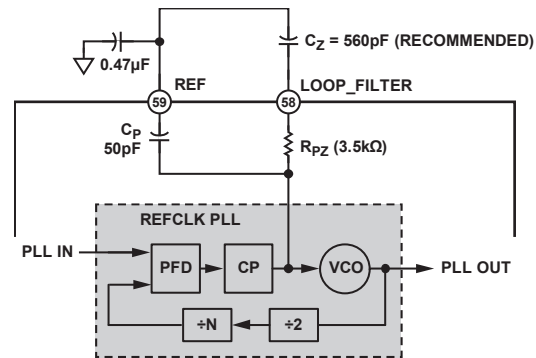 C_Z = 560pF (RECOMMENDED)
0.47µF
REF
LOOP_FILTER
59
58
C_P
50pF
R_PZ (3.5kΩ)
REFCLK PLL
PLL IN
PFD
CP
VCO
PLL OUT
÷N
÷2